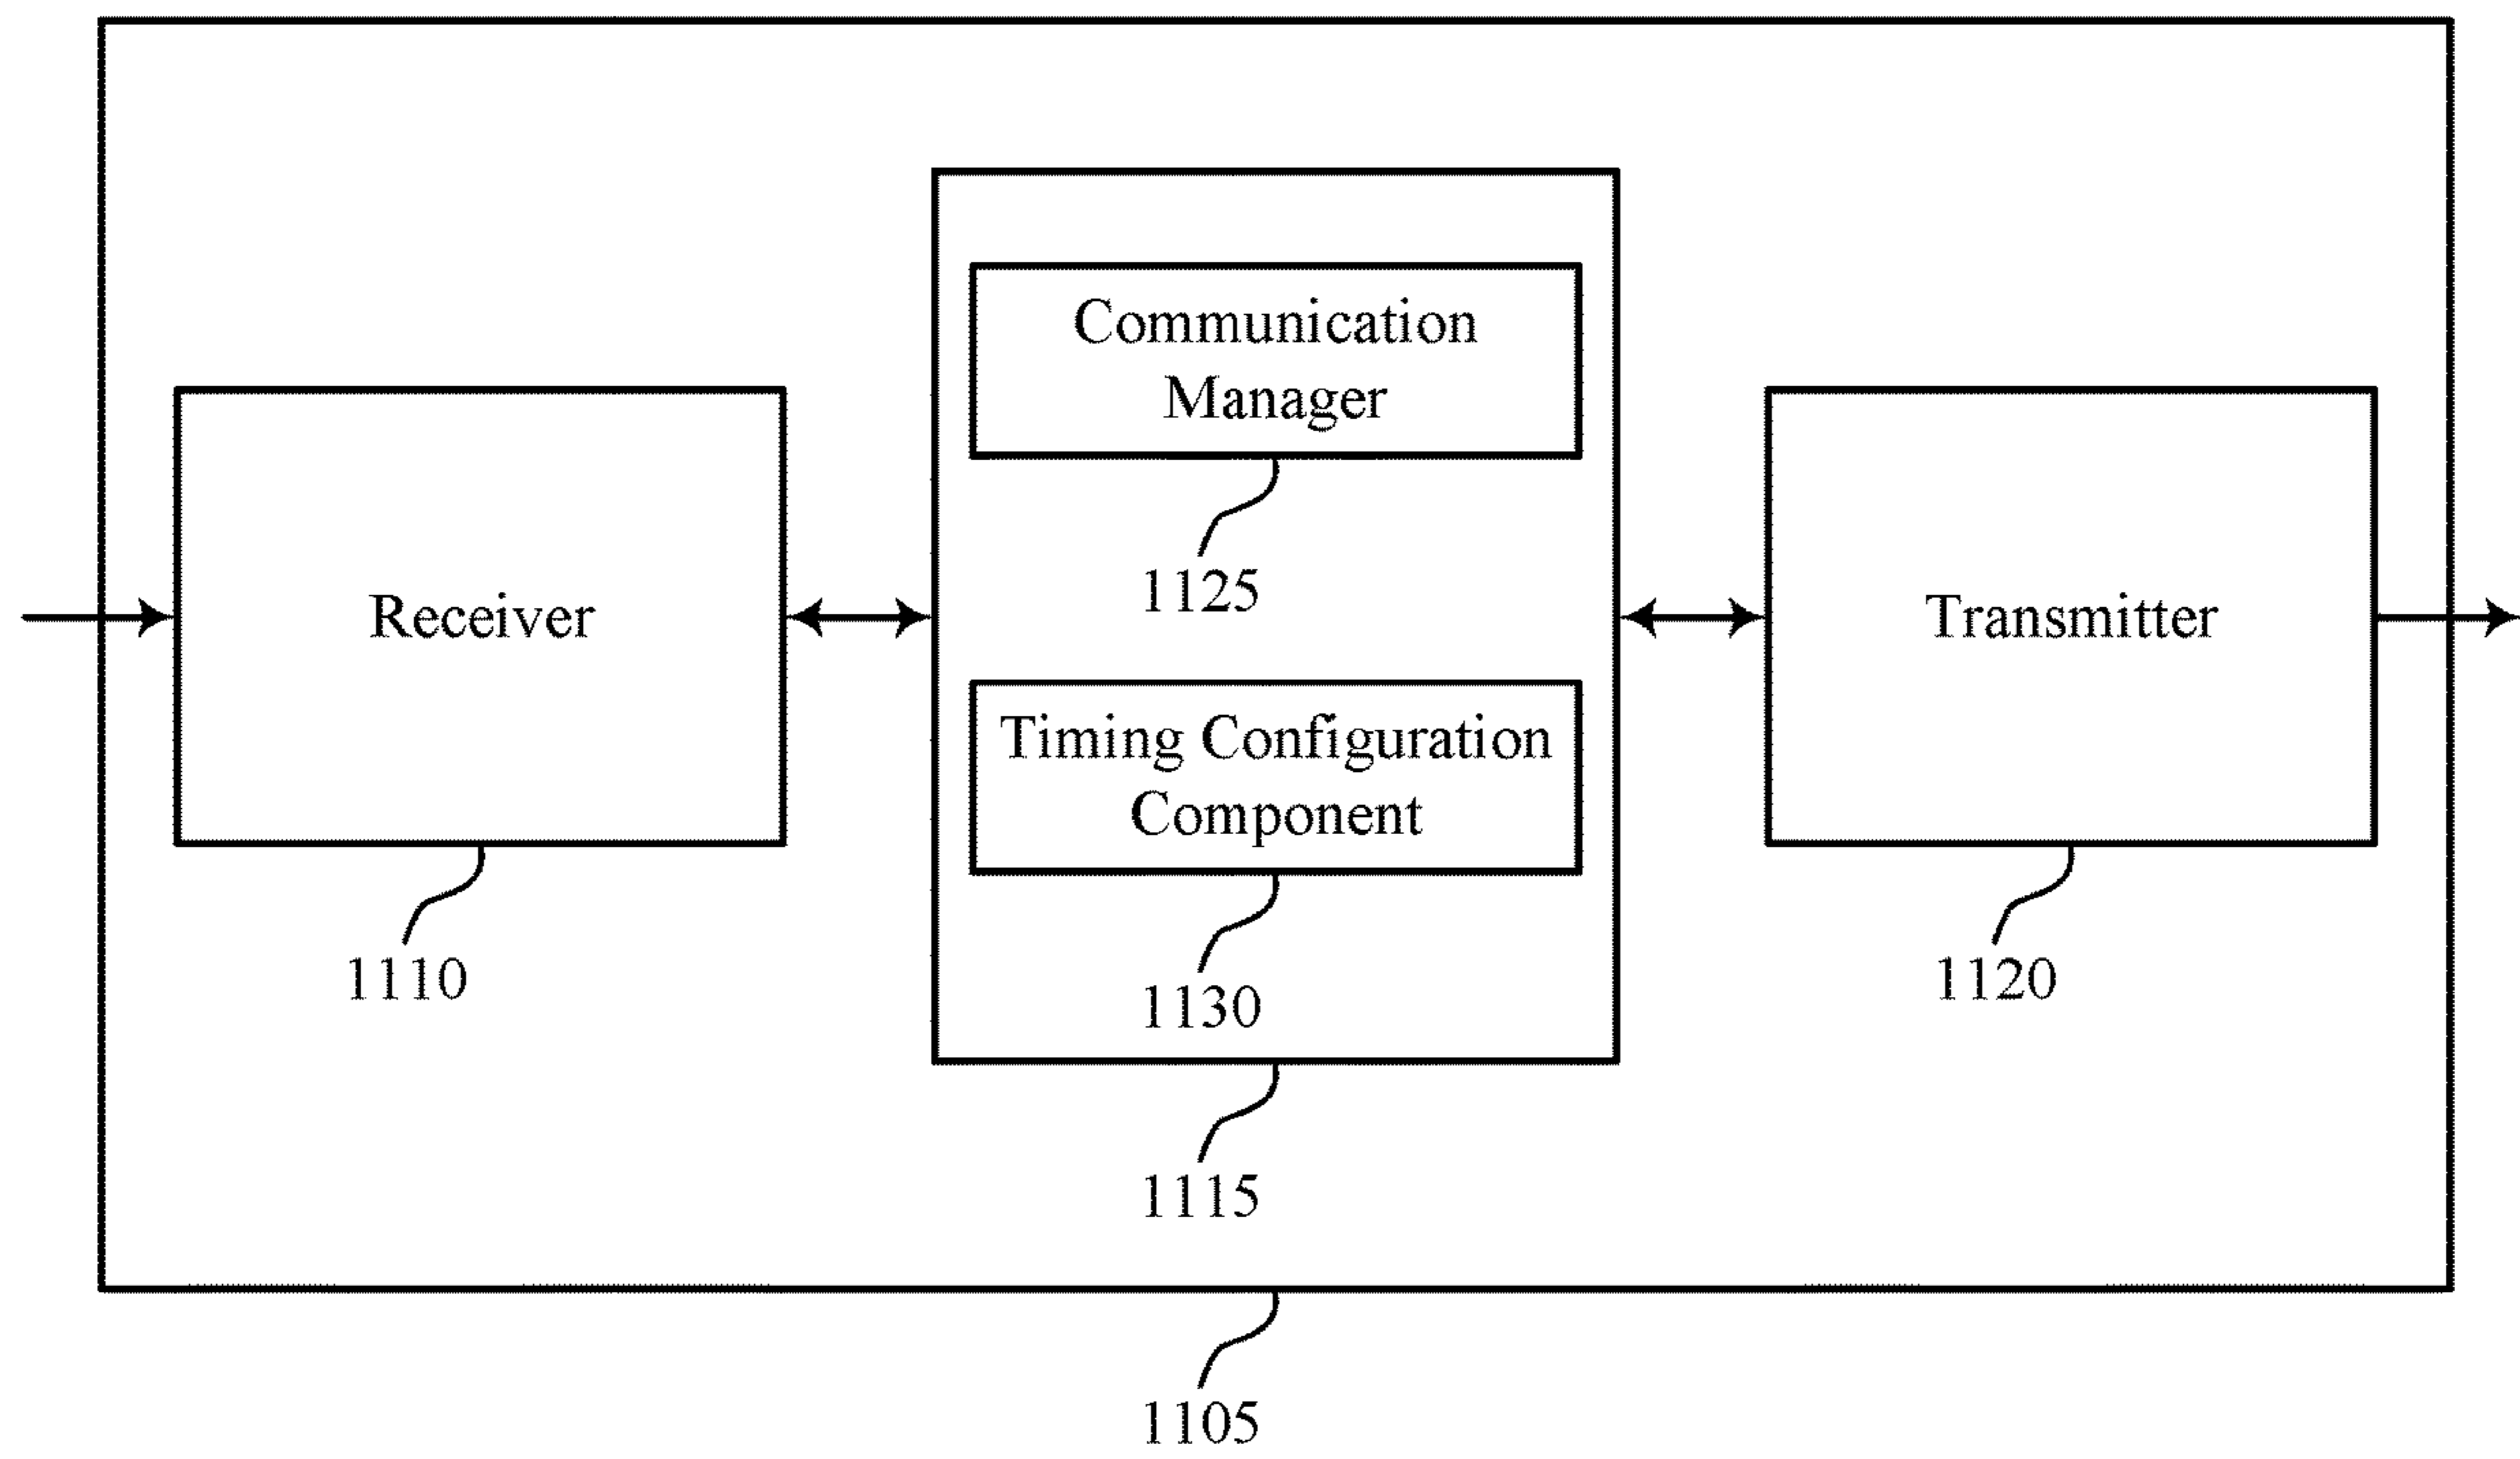 Communication
Manager
1125
Receiver
1110
Timing Configuration
Component
1130
Transmitter
1120
1115
1105